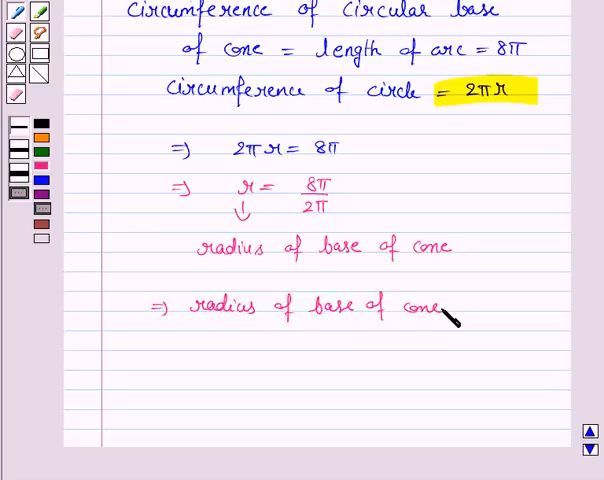 Circumference of Circular base
of cone = length of arc = 8π
Circumference of circle = 2πr
⇒ 2πr = 8π
⇒ r = 8π/2π
↓
radius of base of cone
⇒ radius of base of cone